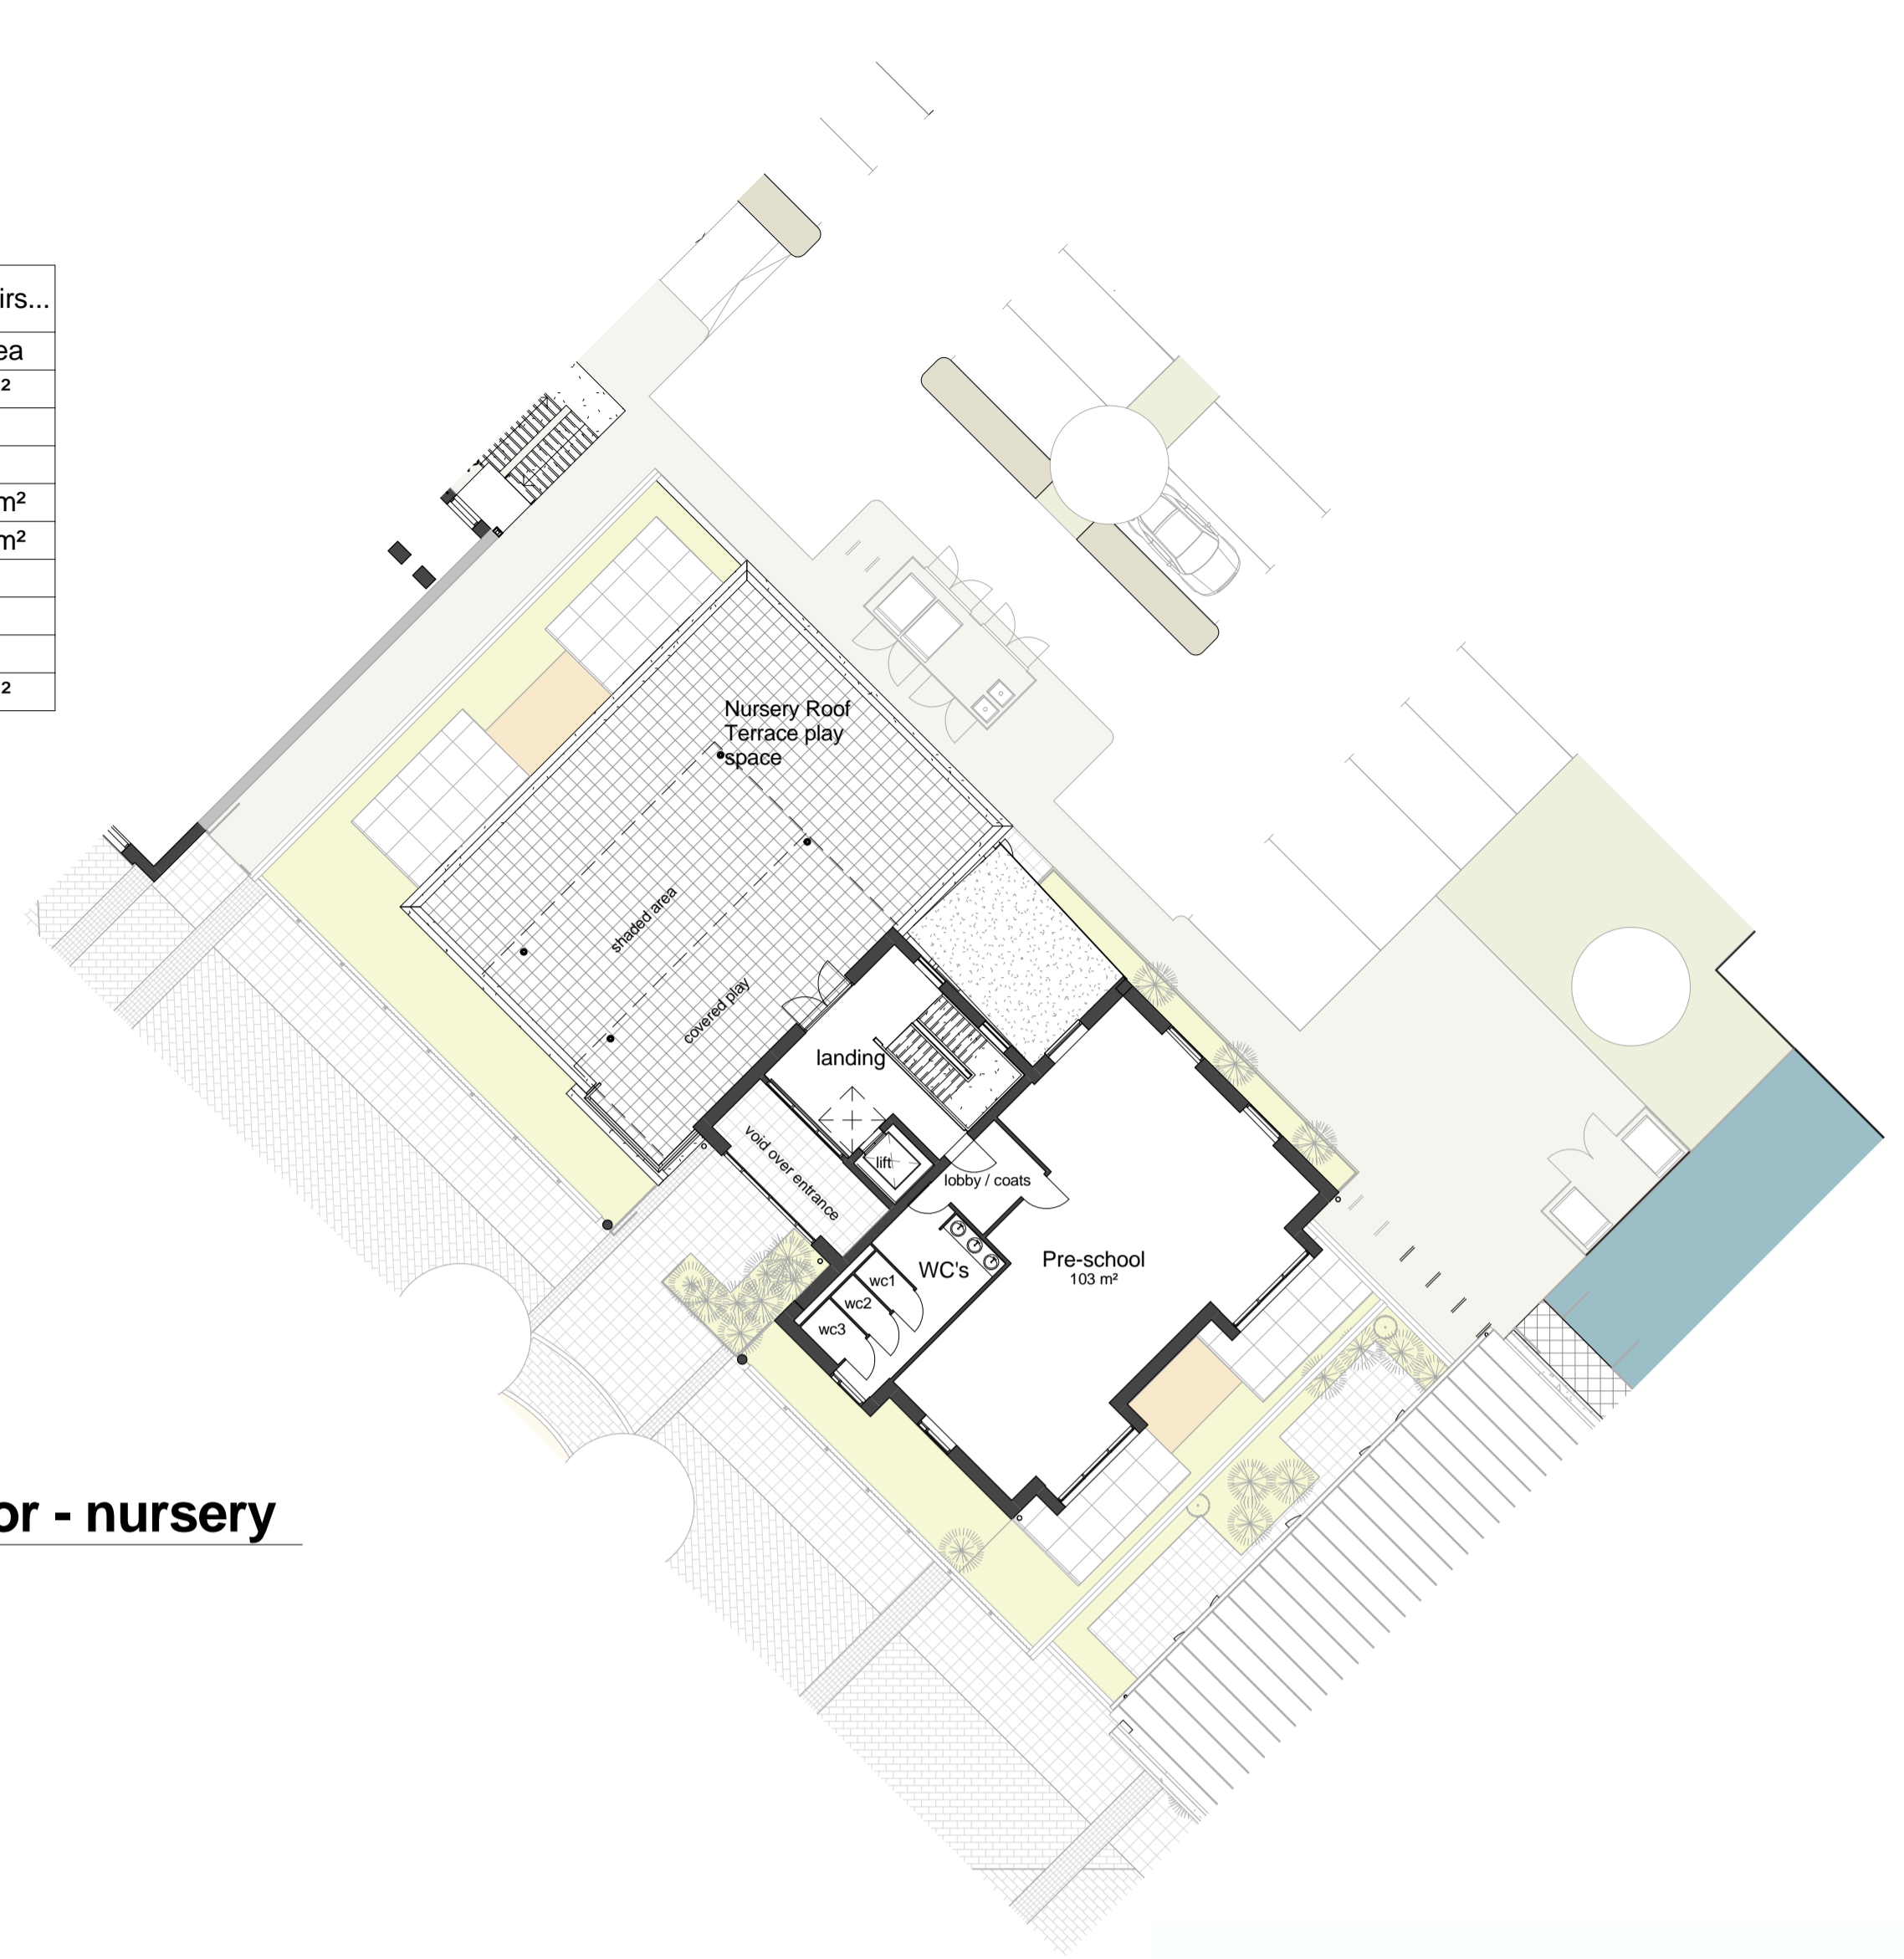 irs...
ea
²
m²
m²
²
Nursery Roof
Terrace play
space
shaded area
covered play
landing
void over entrance
lift
lobby / coats
Pre-school
103 m²
WC's
wc1
wc2
wc3
or - nursery